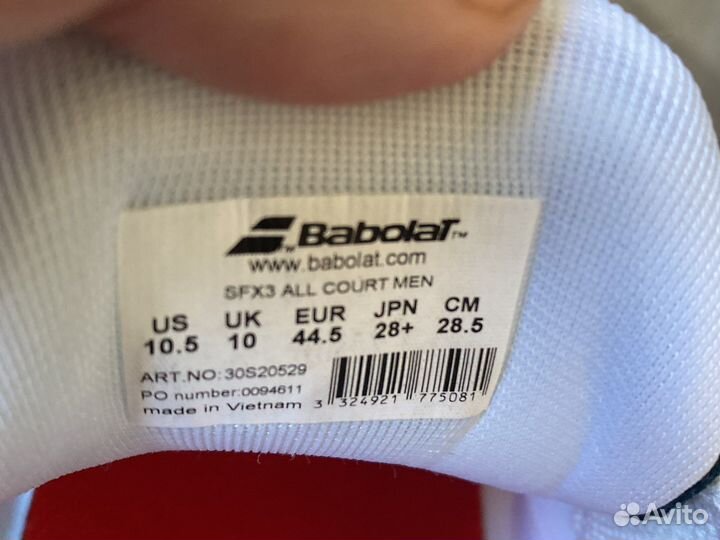 BabolaT™
www.babolat.com
SFX3 ALL COURT MEN
US UK EUR JPN CM
10.5 10 44.5 28+ 28.5
ART.NO:30S20529
PO number:0094611
made in Vietnam 3 324921 775081
Avito